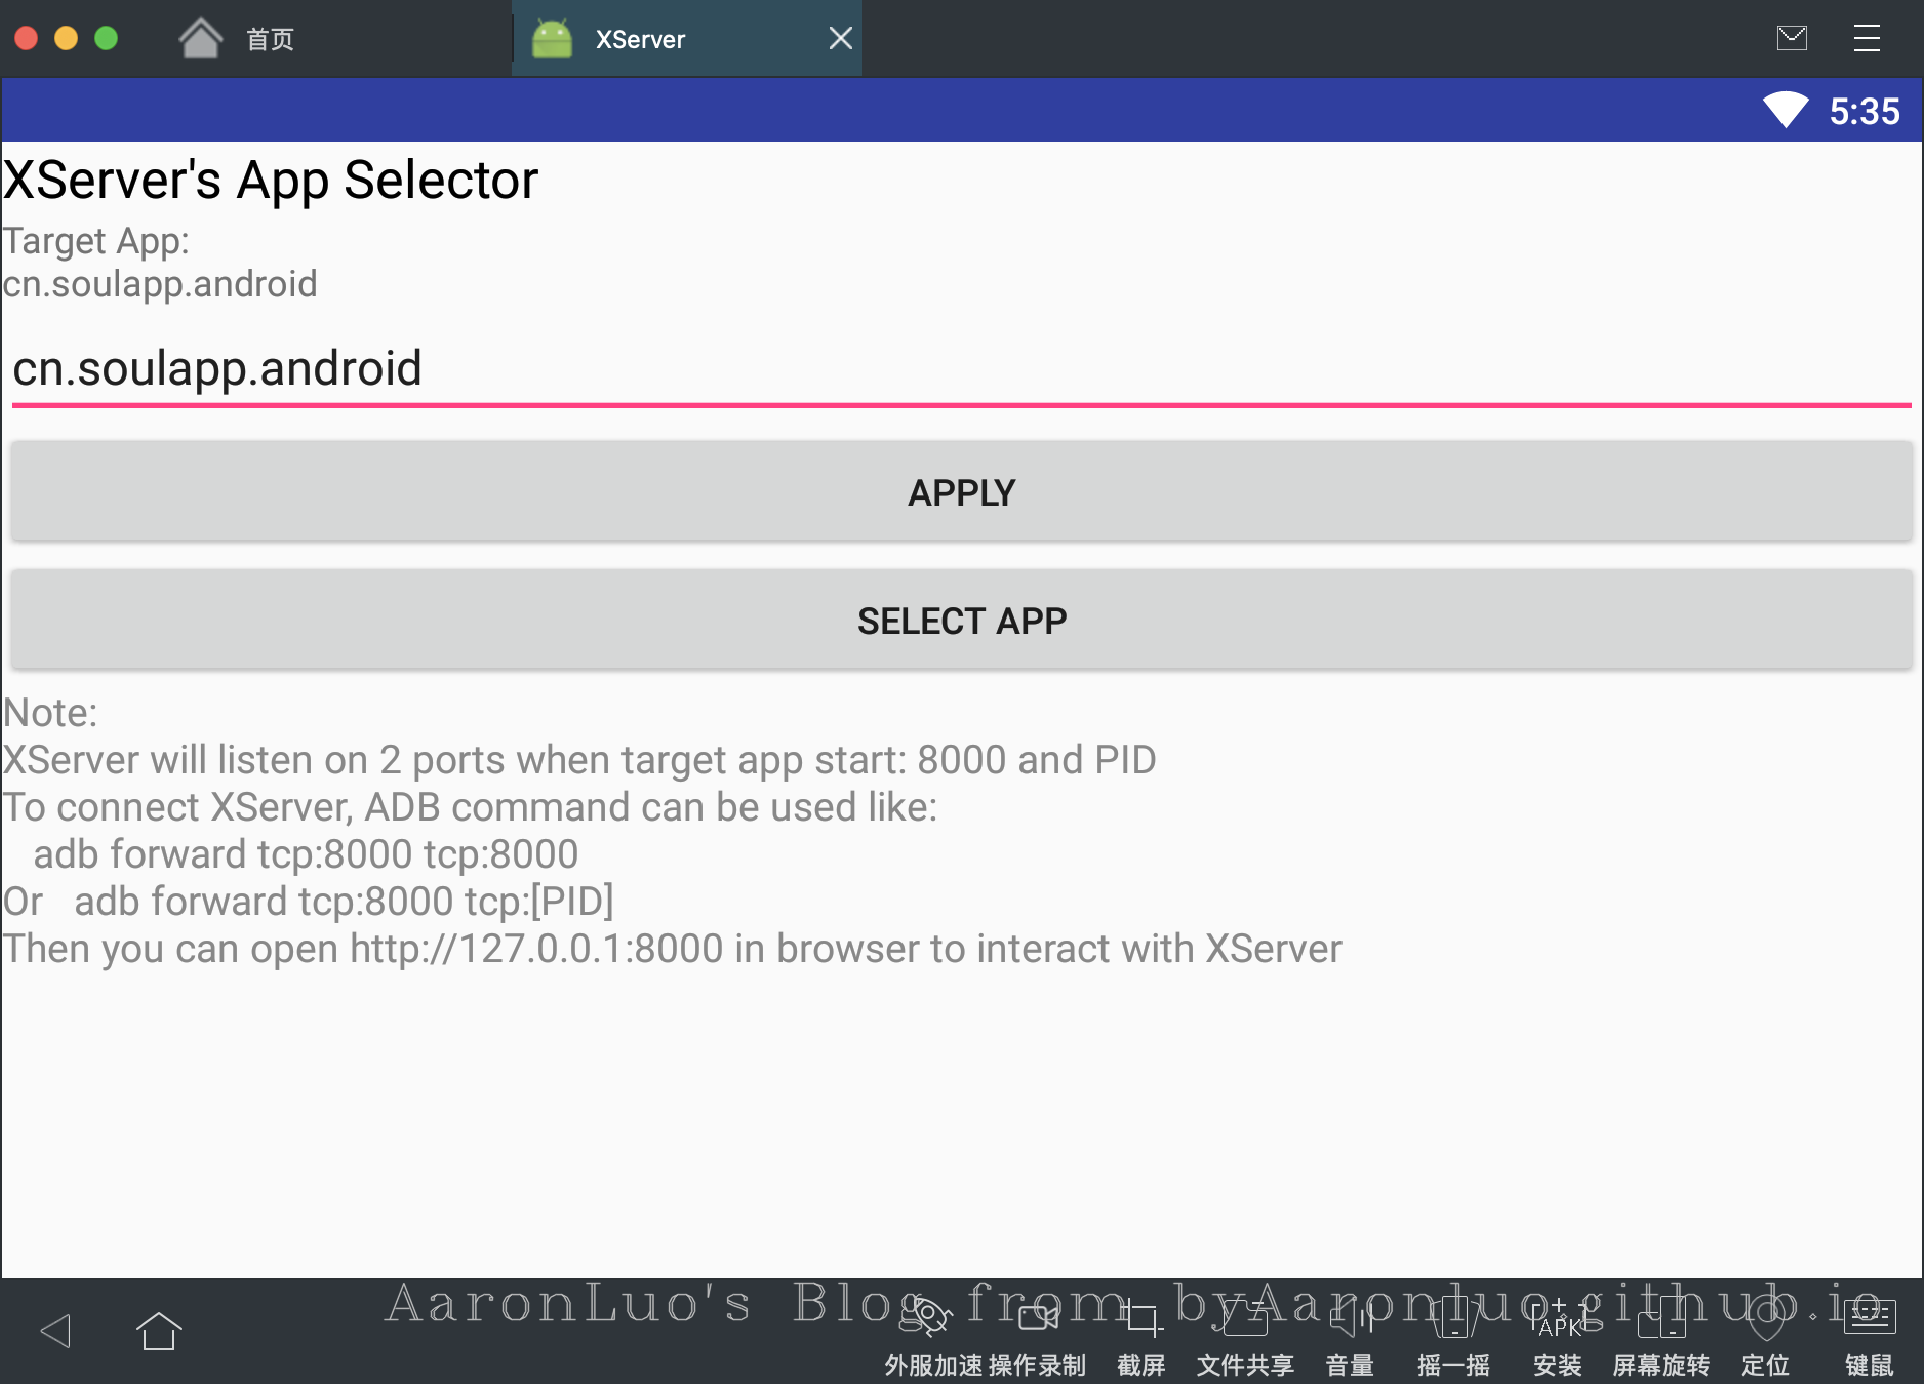 首页
XServer
5:35
XServer's App Selector
Target App:
cn.soulapp.android
cn.soulapp.android
APPLY
SELECT APP
Note:
XServer will listen on 2 ports when target app start: 8000 and PID
To connect XServer, ADB command can be used like:
adb forward tcp:8000 tcp:8000
Or   adb forward tcp:8000 tcp:[PID]
Then you can open http://127.0.0.1:8000 in browser to interact with XServer
AaronLuo's Blog from byAaronluo.github.io
APK
外服加速 操作录制 截屏 文件共享 音量 摇一摇 安装 屏幕旋转 定位 键鼠